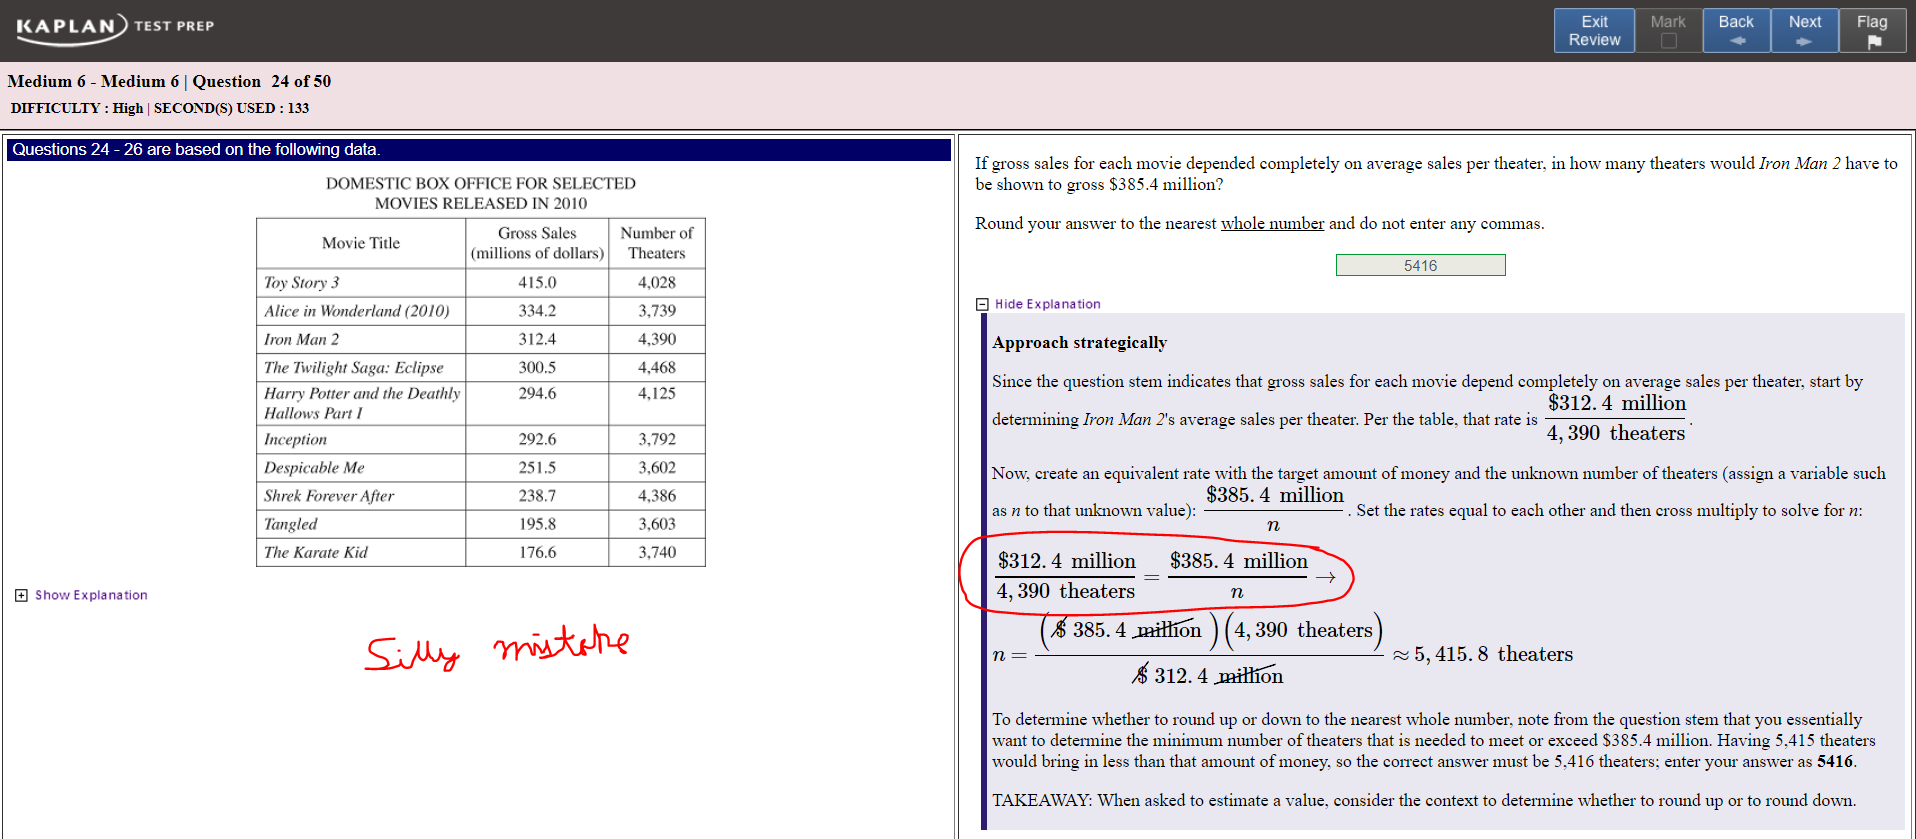 KAPLAN TEST PREP
Exit Review
Mark
Back
Next
Flag
Medium 6 - Medium 6 | Question 24 of 50
DIFFICULTY : High | SECOND(S) USED : 133
Questions 24 - 26 are based on the following data.
DOMESTIC BOX OFFICE FOR SELECTED
MOVIES RELEASED IN 2010
Movie Title | Gross Sales (millions of dollars) | Number of Theaters
Toy Story 3 | 415.0 | 4,028
Alice in Wonderland (2010) | 334.2 | 3,739
Iron Man 2 | 312.4 | 4,390
The Twilight Saga: Eclipse | 300.5 | 4,468
Harry Potter and the Deathly Hallows Part I | 294.6 | 4,125
Inception | 292.6 | 3,792
Despicable Me | 251.5 | 3,602
Shrek Forever After | 238.7 | 4,386
Tangled | 195.8 | 3,603
The Karate Kid | 176.6 | 3,740
Show Explanation
Silly mistake
If gross sales for each movie depended completely on average sales per theater, in how many theaters would Iron Man 2 have to
be shown to gross $385.4 million?
Round your answer to the nearest whole number and do not enter any commas.
5416
Hide Explanation
Approach strategically
Since the question stem indicates that gross sales for each movie depend completely on average sales per theater, start by
determining Iron Man 2's average sales per theater. Per the table, that rate is $312.4 million / 4,390 theaters.
Now, create an equivalent rate with the target amount of money and the unknown number of theaters (assign a variable such
as n to that unknown value): $385.4 million / n. Set the rates equal to each other and then cross multiply to solve for n:
$312.4 million / 4,390 theaters = $385.4 million / n →
n = ($ 385.4 million)(4,390 theaters) / $ 312.4 million ≈ 5,415.8 theaters
To determine whether to round up or down to the nearest whole number, note from the question stem that you essentially
want to determine the minimum number of theaters that is needed to meet or exceed $385.4 million. Having 5,415 theaters
would bring in less than that amount of money, so the correct answer must be 5,416 theaters; enter your answer as 5416.
TAKEAWAY: When asked to estimate a value, consider the context to determine whether to round up or to round down.